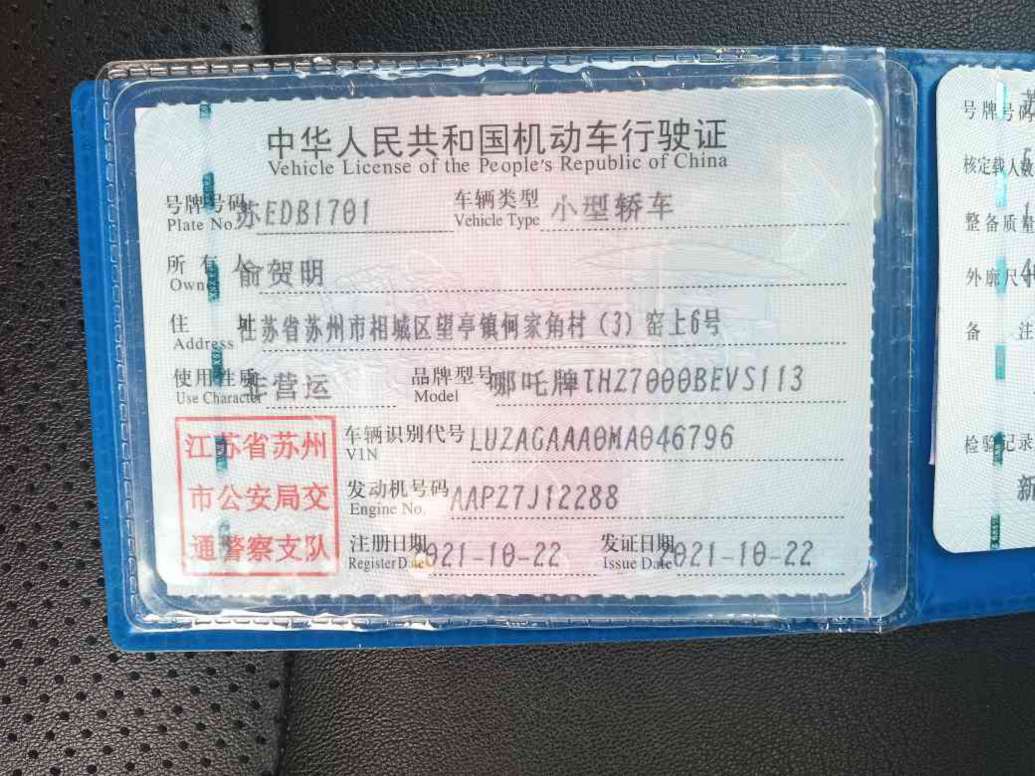 中华人民共和国机动车行驶证
Vehicle License of the People's Republic of China
号牌号码 苏EDB1701 车辆类型 小型轿车
Plate No. Vehicle Type
所有人 俞贺明
Owner
住址 江苏省苏州市相城区望亭镇何家角村（3）窑上6号
Address
使用性质 非营运 品牌型号 哪吒牌THZ7000BEVS113
Use Character Model
江苏省苏州
市公安局交
通警察支队
车辆识别代号 LUZAGAAA0MA046796
VIN
发动机号码 AAPZ7J12288
Engine No.
注册日期 2021-10-22 发证日期 2021-10-22
Register Date Issue Date
号牌号码
核定载人数
整备质量
外廓尺寸
备注
检验记录
新